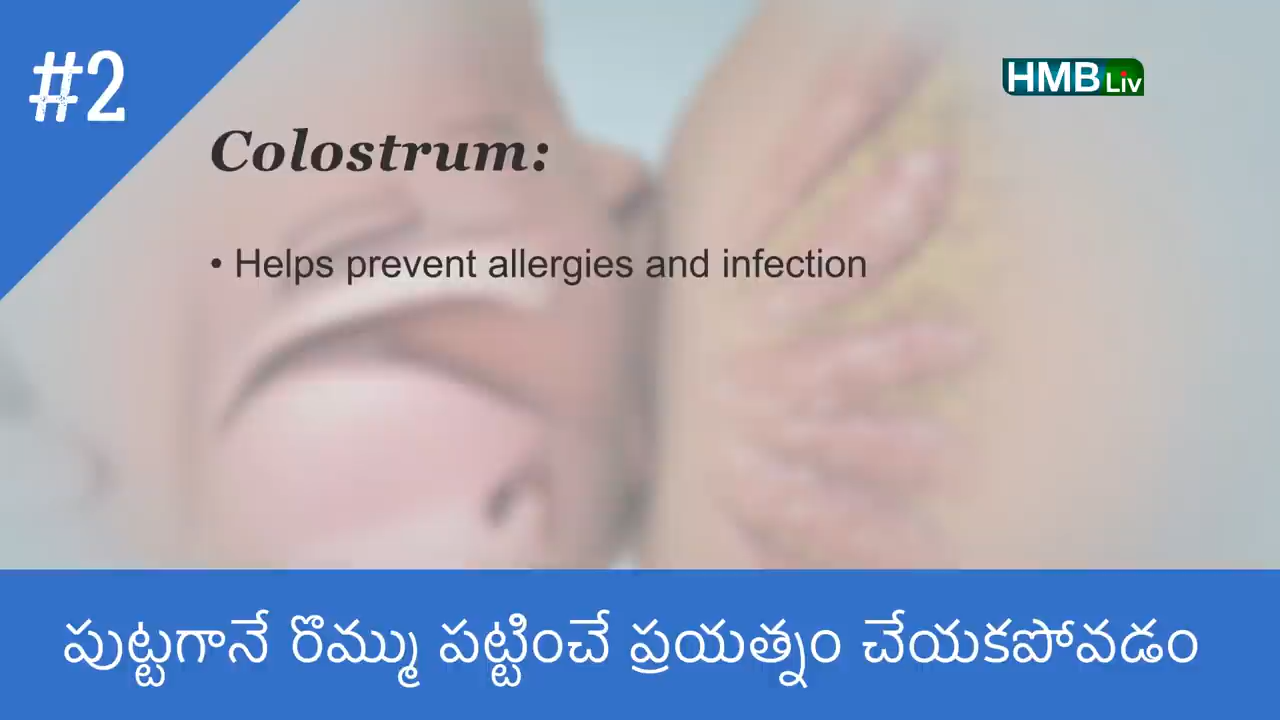 #2
HMB Liv
Colostrum:
• Helps prevent allergies and infection
పుట్టగానే రొమ్ము పట్టించే ప్రయత్నం చేయకపోవడం